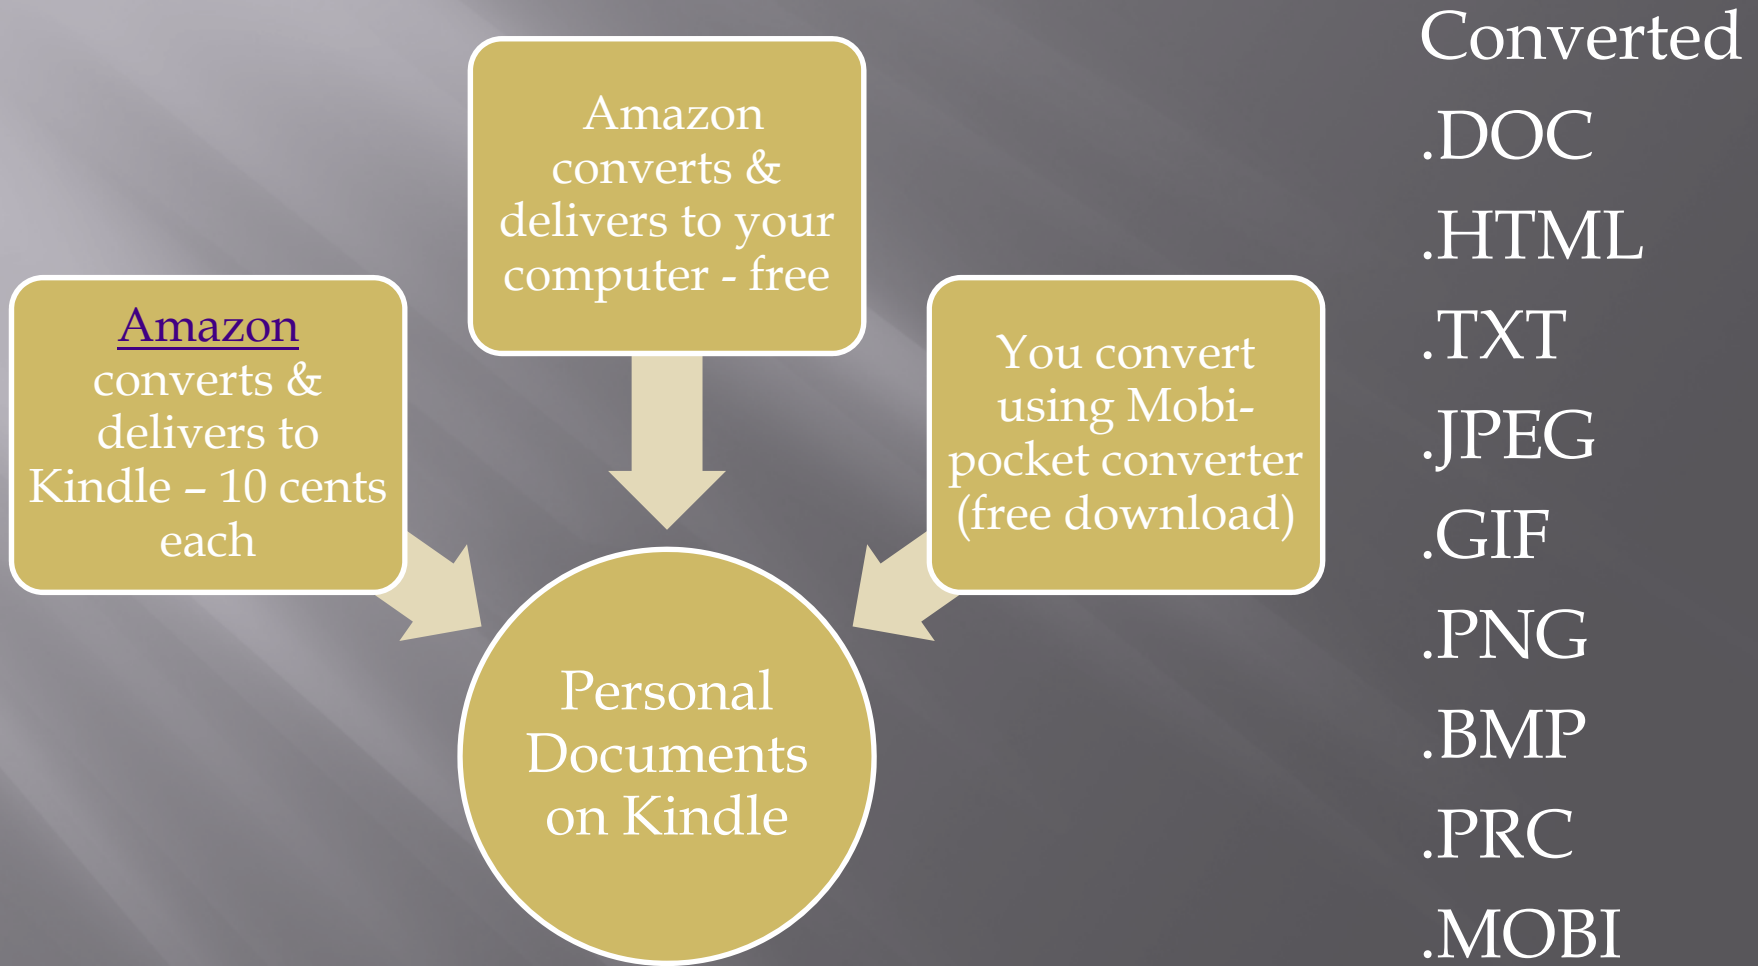 Amazon
converts &
delivers to
Kindle – 10 cents
each
Amazon
converts &
delivers to your
computer - free
You convert
using Mobi-
pocket converter
(free download)
Personal
Documents
on Kindle
Converted
.DOC
.HTML
.TXT
.JPEG
.GIF
.PNG
.BMP
.PRC
.MOBI